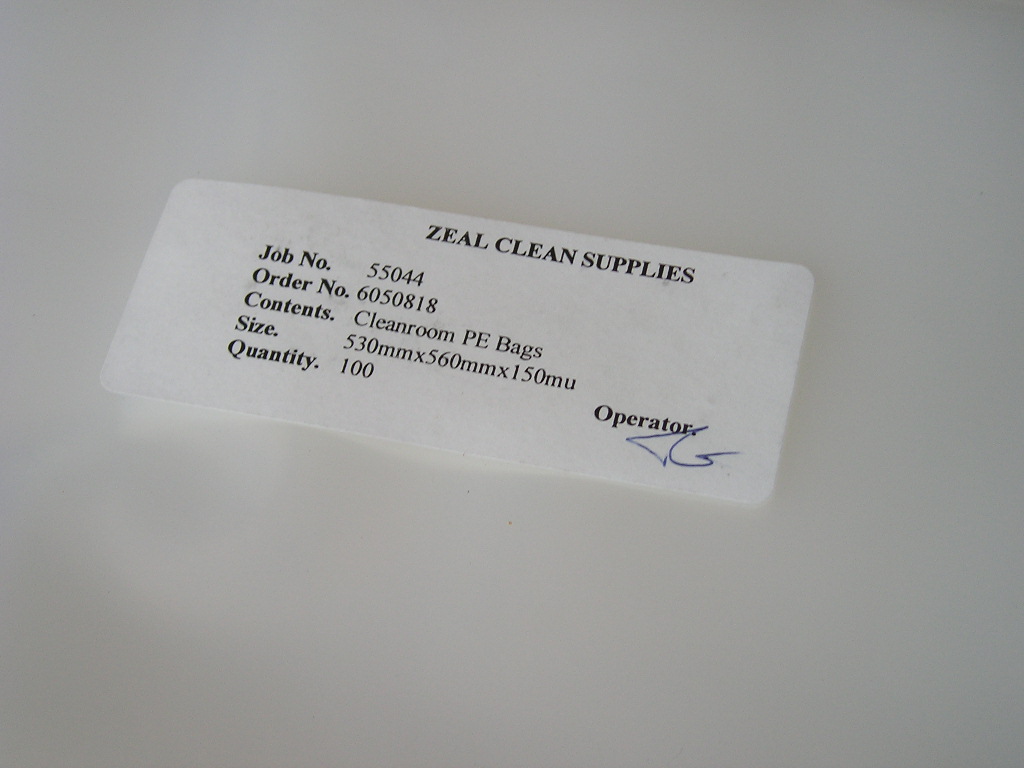 ZEAL CLEAN SUPPLIES
Job No. 55044
Order No. 6050818
Contents. Cleanroom PE Bags
Size. 530mmx560mmx150mu
Quantity. 100
Operator.